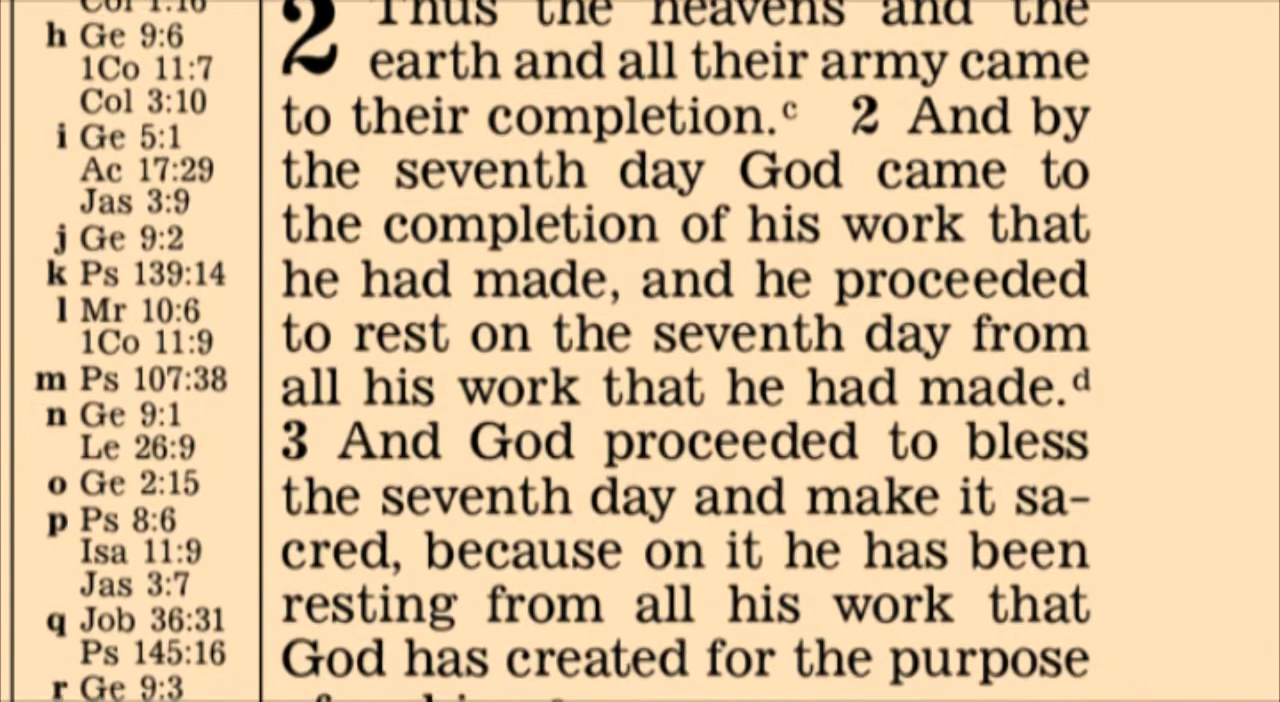 Col 1:16
h Ge 9:6
1Co 11:7
Col 3:10
i Ge 5:1
Ac 17:29
Jas 3:9
j Ge 9:2
k Ps 139:14
l Mr 10:6
1Co 11:9
m Ps 107:38
n Ge 9:1
Le 26:9
o Ge 2:15
p Ps 8:6
Isa 11:9
Jas 3:7
q Job 36:31
Ps 145:16
r Ge 9:3
2 Thus the heavens and the
earth and all their army came
to their completion.ᶜ 2 And by
the seventh day God came to
the completion of his work that
he had made, and he proceeded
to rest on the seventh day from
all his work that he had made.ᵈ
3 And God proceeded to bless
the seventh day and make it sa-
cred, because on it he has been
resting from all his work that
God has created for the purpose